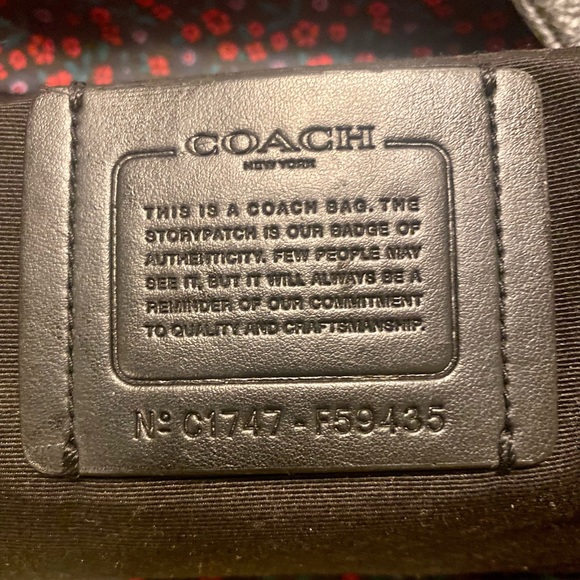 COACH
NEW YORK
THIS IS A COACH BAG. THE
STORYPATCH IS OUR BADGE OF
AUTHENTICITY. FEW PEOPLE MAY
SEE IT, BUT IT WILL ALWAYS BE A
REMINDER OF OUR COMMITMENT
TO QUALITY AND CRAFTSMANSHIP.
Nº C1747 - F59435